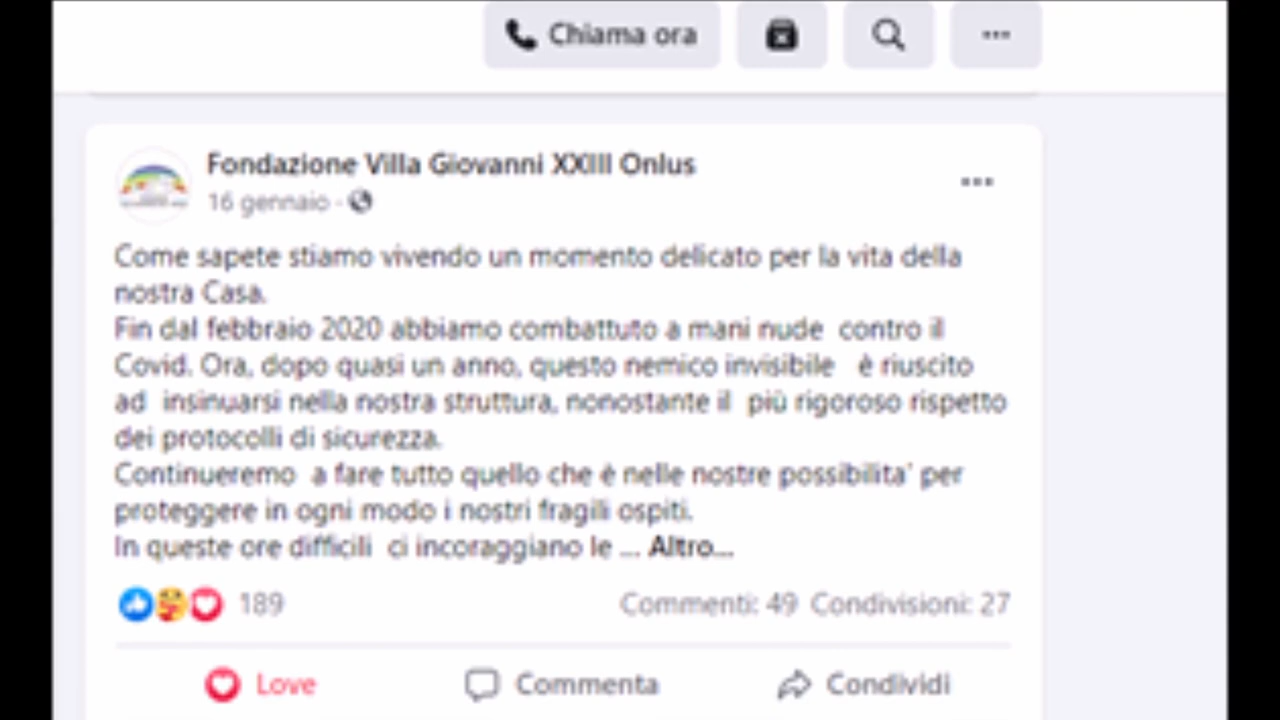 Chiama ora
Fondazione Villa Giovanni XXIII Onlus
16 gennaio ·
Come sapete stiamo vivendo un momento delicato per la vita della
nostra Casa.
Fin dal febbraio 2020 abbiamo combattuto a mani nude contro il
Covid. Ora, dopo quasi un anno, questo nemico invisibile è riuscito
ad insinuarsi nella nostra struttura, nonostante il più rigoroso rispetto
dei protocolli di sicurezza.
Continueremo a fare tutto quello che è nelle nostre possibilita' per
proteggere in ogni modo i nostri fragili ospiti.
In queste ore difficili ci incoraggiano le ... Altro...
189 Commenti: 49 Condivisioni: 27
Love Commenta Condividi